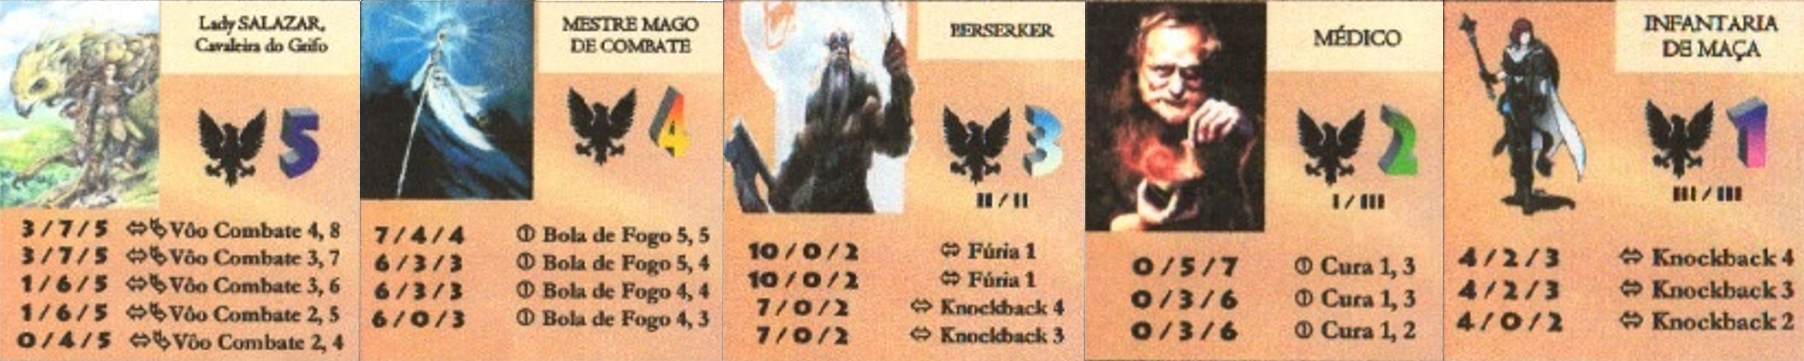 Lady SALAZAR,
Cavaleira do Grifo
5
3/7/5 Vôo Combate 4, 8
3/7/5 Vôo Combate 3, 7
1/6/5 Vôo Combate 3, 6
1/6/5 Vôo Combate 2, 5
0/4/5 Vôo Combate 2, 4
MESTRE MAGO
DE COMBATE
4
7/4/4 Bola de Fogo 5, 5
6/3/3 Bola de Fogo 5, 4
6/3/3 Bola de Fogo 4, 4
6/0/3 Bola de Fogo 4, 3
BERSERKER
3
II / II
10/0/2 Fúria 1
10/0/2 Fúria 1
7/0/2 Knockback 4
7/0/2 Knockback 3
MÉDICO
2
I / III
0/5/7 Cura 1, 3
0/3/6 Cura 1, 3
0/3/6 Cura 1, 2
INFANTARIA
DE MAÇA
1
III / III
4/2/3 Knockback 4
4/2/3 Knockback 3
4/0/2 Knockback 2